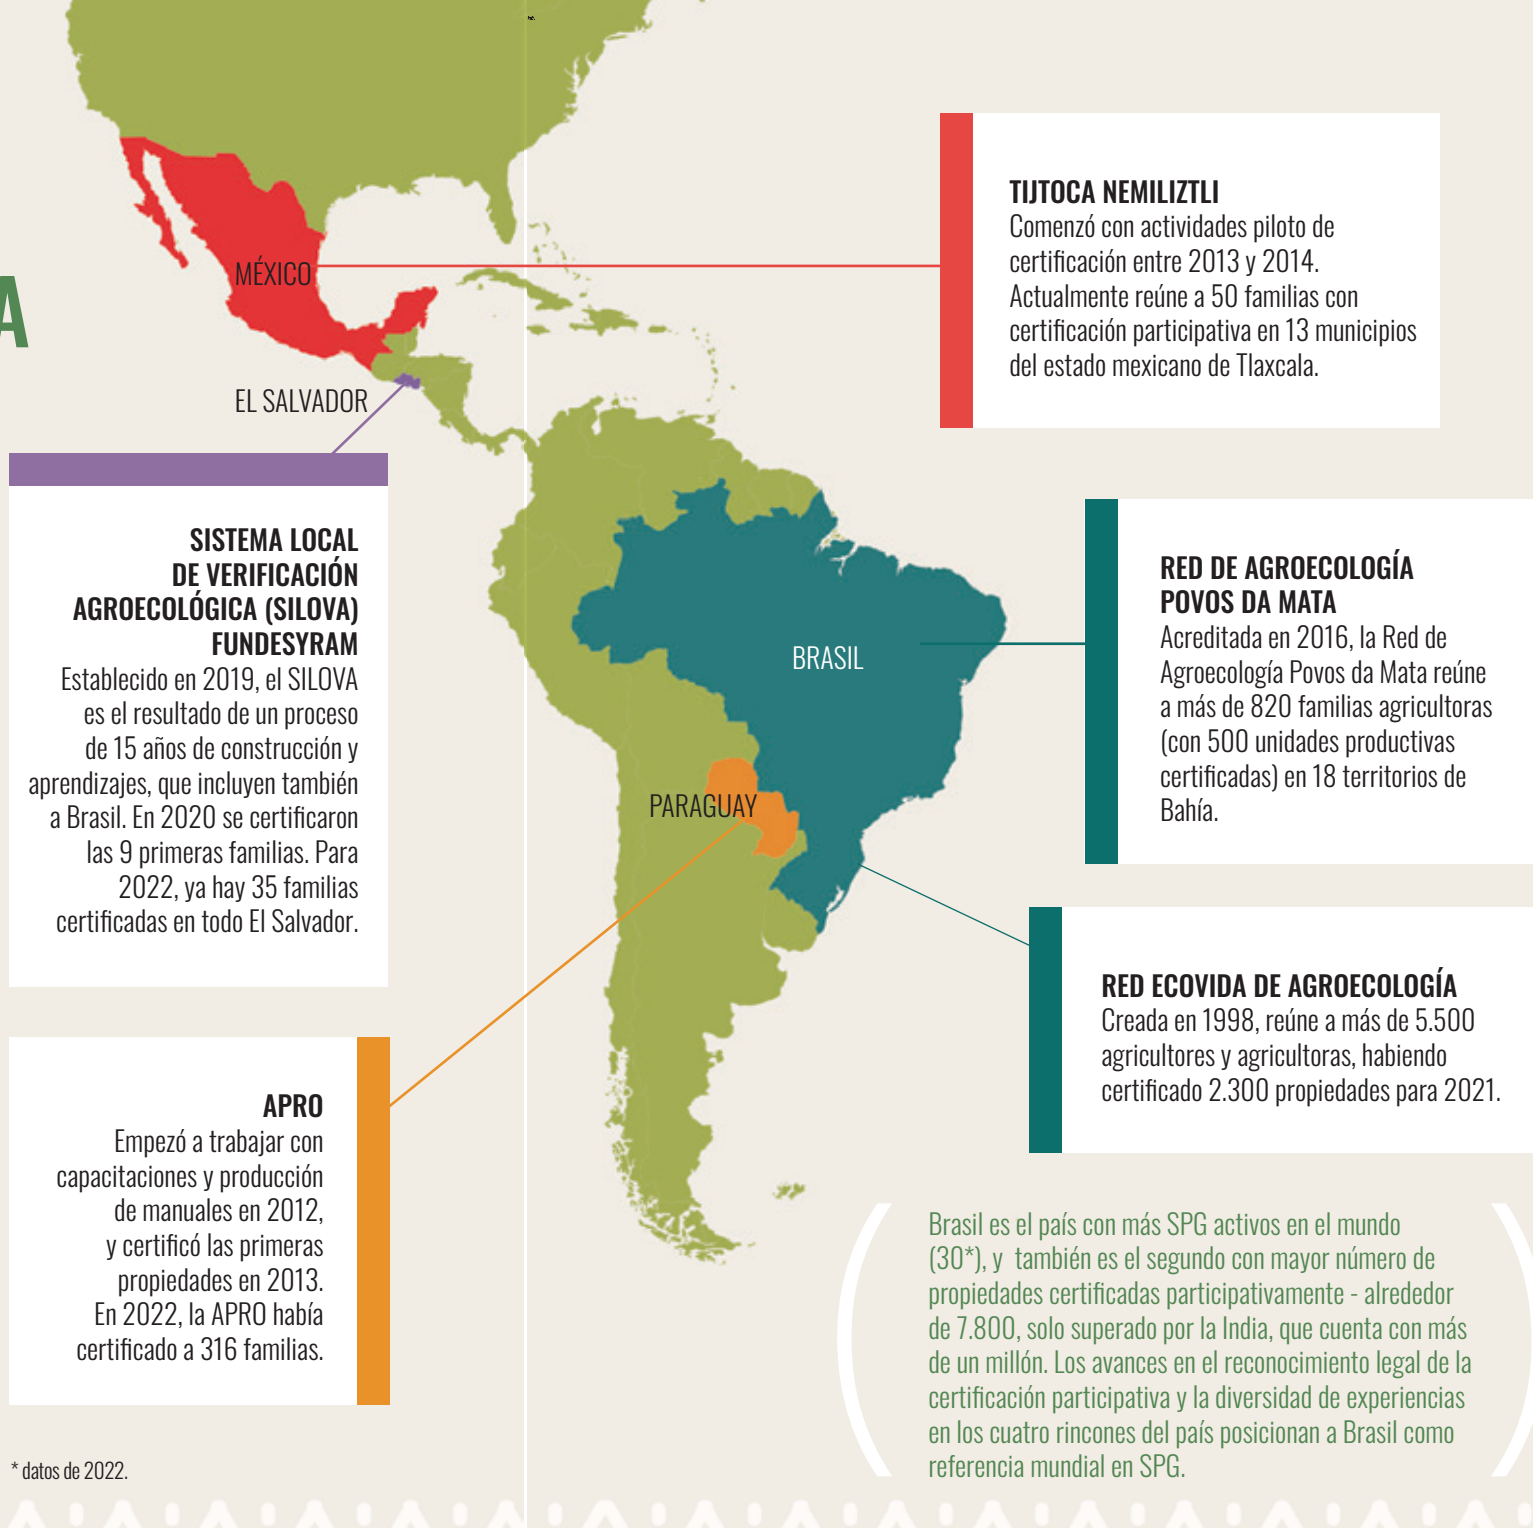 A
MÉXICO
EL SALVADOR
BRASIL
PARAGUAY
TIJTOCA NEMILIZTLI
Comenzó con actividades piloto de
certificación entre 2013 y 2014.
Actualmente reúne a 50 familias con
certificación participativa en 13 municipios
del estado mexicano de Tlaxcala.
SISTEMA LOCAL
DE VERIFICACIÓN
AGROECOLÓGICA (SILOVA)
FUNDESYRAM
Establecido en 2019, el SILOVA
es el resultado de un proceso
de 15 años de construcción y
aprendizajes, que incluyen también
a Brasil. En 2020 se certificaron
las 9 primeras familias. Para
2022, ya hay 35 familias
certificadas en todo El Salvador.
RED DE AGROECOLOGÍA
POVOS DA MATA
Acreditada en 2016, la Red de
Agroecología Povos da Mata reúne
a más de 820 familias agricultoras
(con 500 unidades productivas
certificadas) en 18 territorios de
Bahía.
RED ECOVIDA DE AGROECOLOGÍA
Creada en 1998, reúne a más de 5.500
agricultores y agricultoras, habiendo
certificado 2.300 propiedades para 2021.
APRO
Empezó a trabajar con
capacitaciones y producción
de manuales en 2012,
y certificó las primeras
propiedades en 2013.
En 2022, la APRO había
certificado a 316 familias.
Brasil es el país con más SPG activos en el mundo
(30*), y también es el segundo con mayor número de
propiedades certificadas participativamente - alrededor
de 7.800, solo superado por la India, que cuenta con más
de un millón. Los avances en el reconocimiento legal de la
certificación participativa y la diversidad de experiencias
en los cuatro rincones del país posicionan a Brasil como
referencia mundial en SPG.
* datos de 2022.